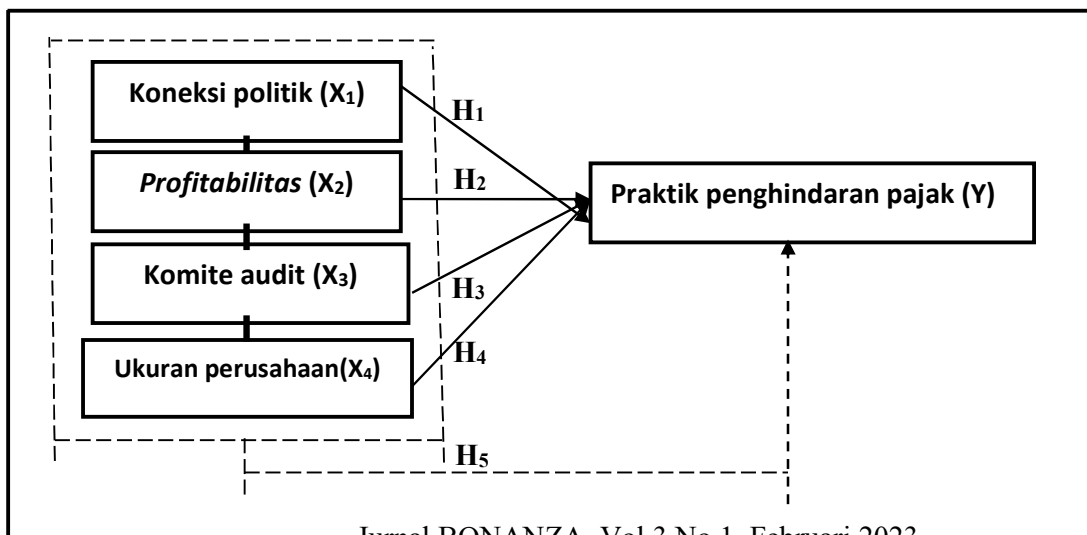 Koneksi politik (X₁)
H₁
Profitabilitas (X₂)
H₂
Praktik penghindaran pajak (Y)
Komite audit (X₃)
H₃
Ukuran perusahaan(X₄)
H₄
H₅
Jurnal BONANZA, Vol 3 No 1, Februari 2023